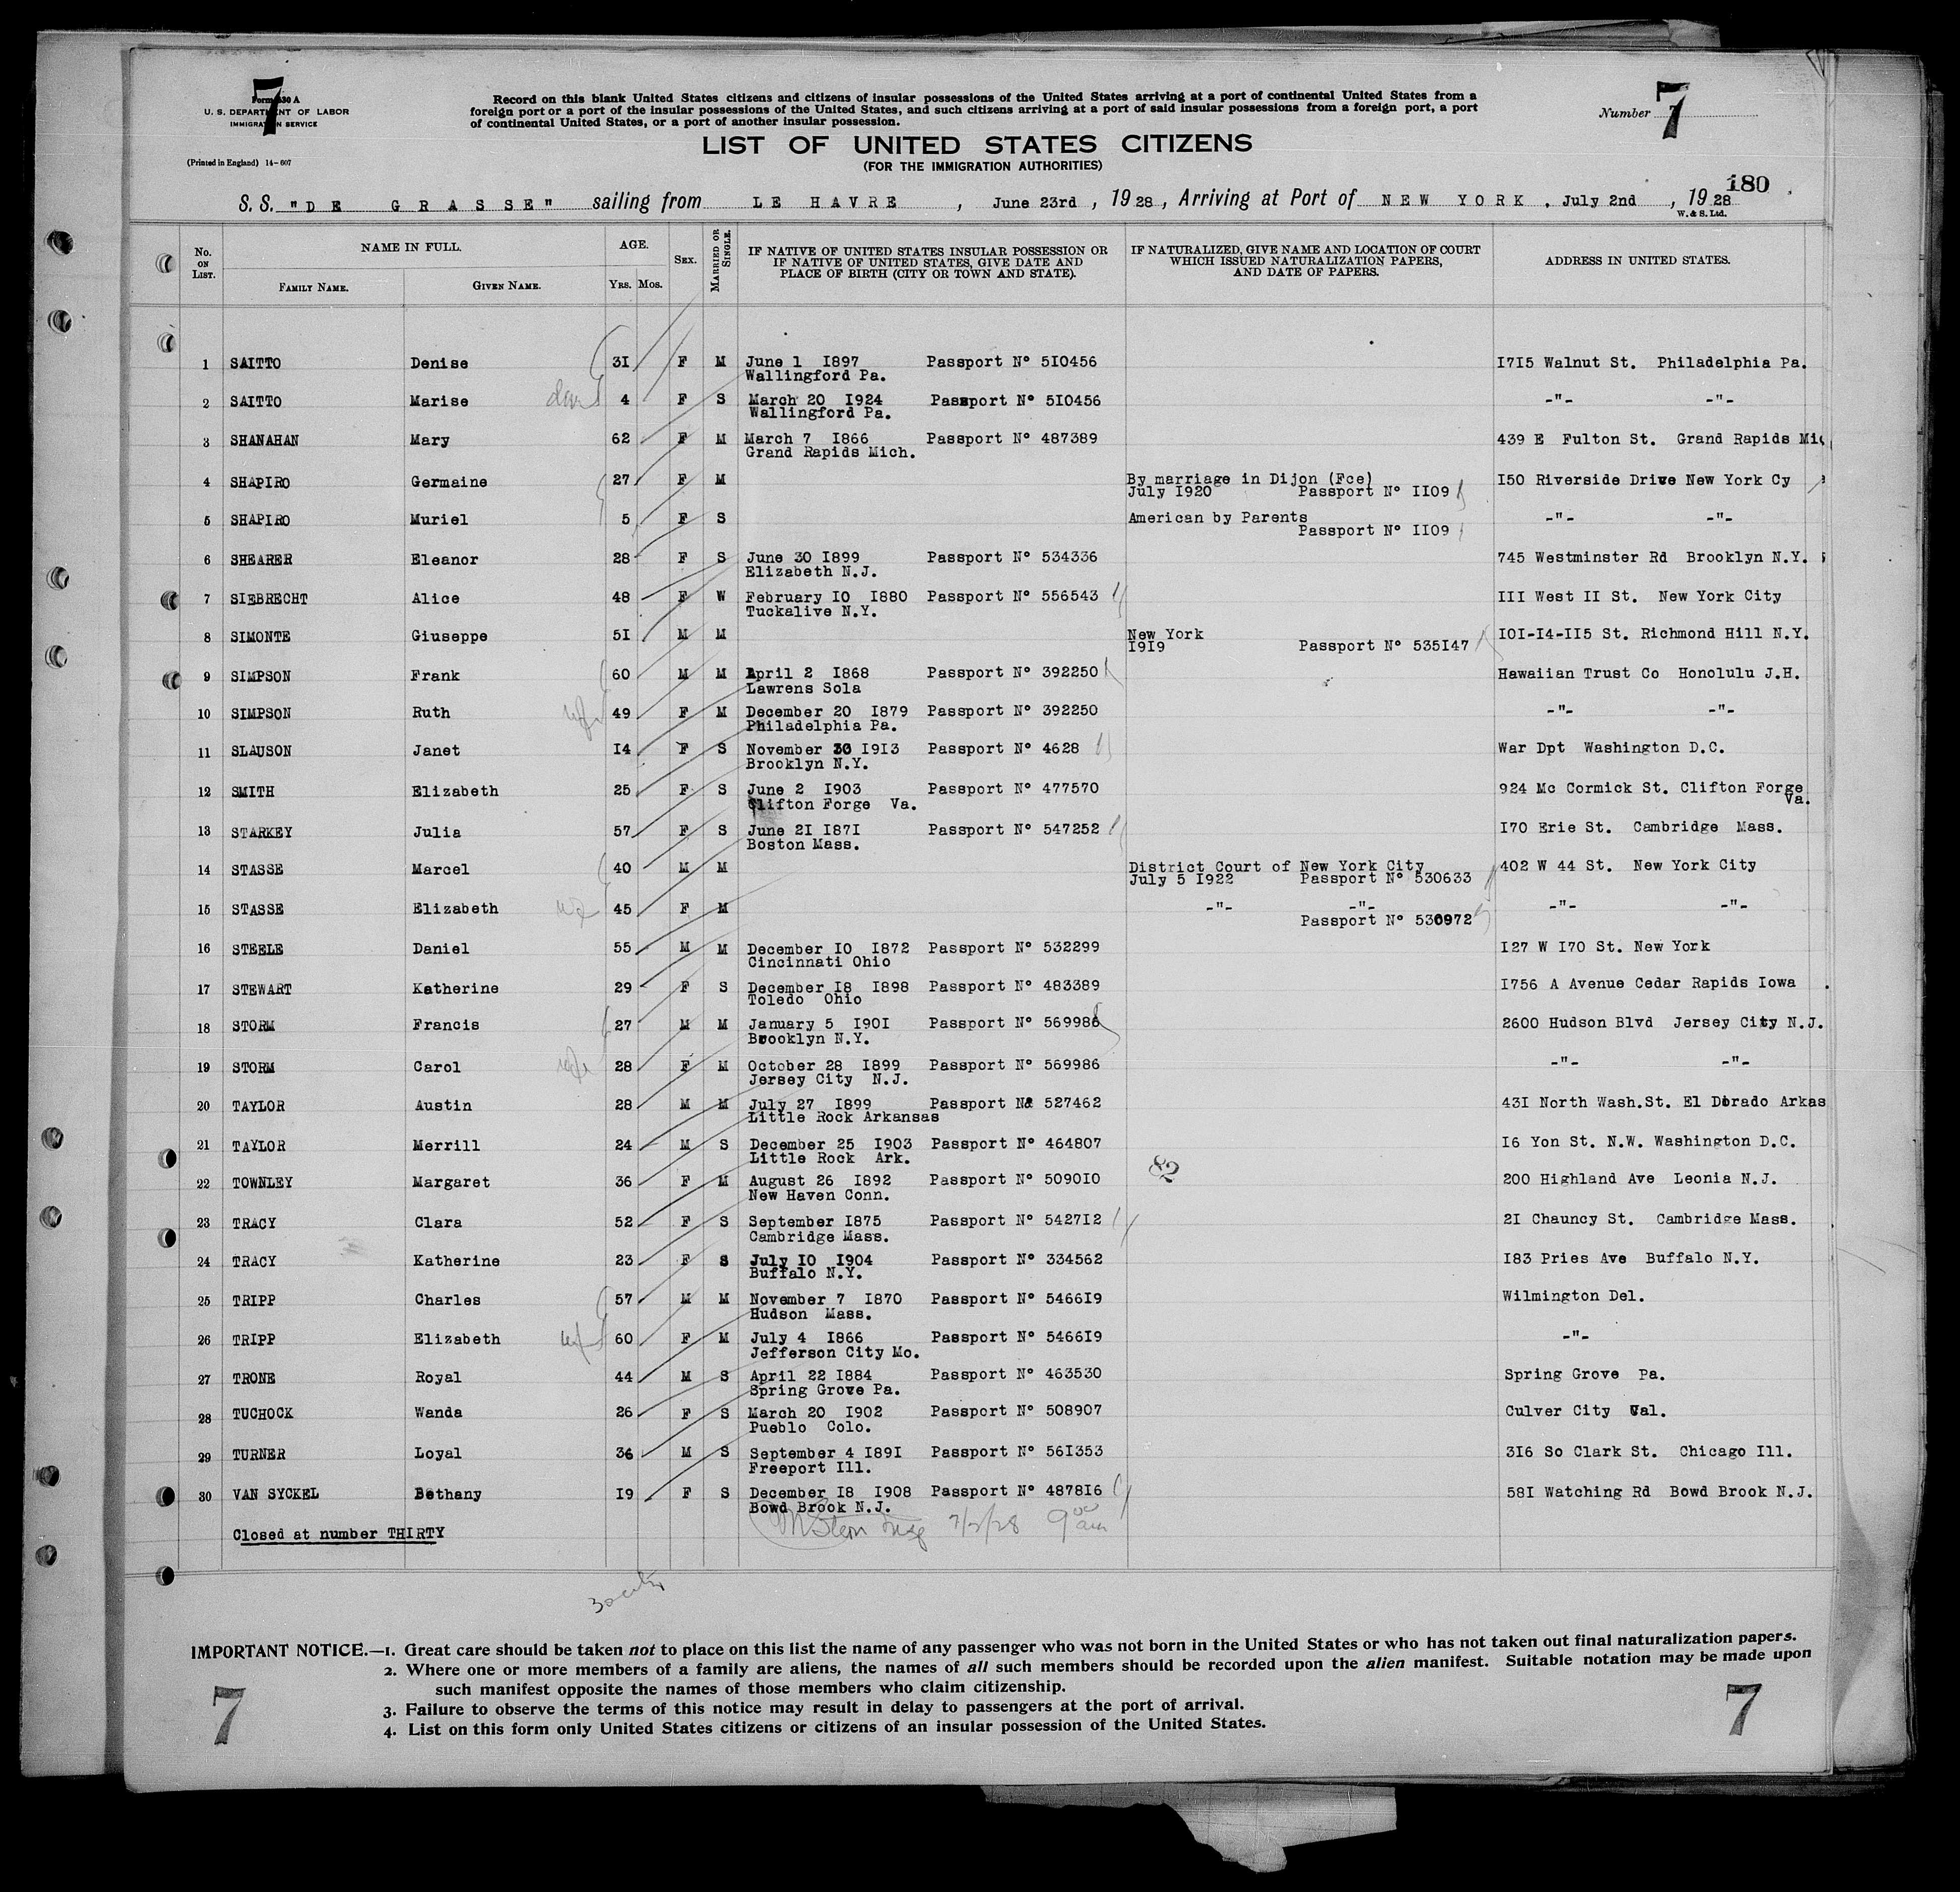 7
Form 630 A
U. S. DEPARTMENT OF LABOR
IMMIGRATION SERVICE
(Printed in England) 14-607
Record on this blank United States citizens and citizens of insular possessions of the United States arriving at a port of continental United States from a
foreign port or a port of the insular possessions of the United States, and such citizens arriving at a port of said insular possessions from a foreign port, a port
of continental United States, or a port of another insular possession.
Number 7
7
LIST OF UNITED STATES CITIZENS
(FOR THE IMMIGRATION AUTHORITIES)
180
S.S. "DE GRASSE" sailing from LE HAVRE, June 23rd, 1928, Arriving at Port of NEW YORK. July 2nd, 1928
W. & S. Ltd.
No. ON LIST. NAME IN FULL. FAMILY NAME. GIVEN NAME. AGE. YRS. MOS. SEX. MARRIED OR SINGLE. IF NATIVE OF UNITED STATES INSULAR POSSESSION OR IF NATIVE OF UNITED STATES, GIVE DATE AND PLACE OF BIRTH (CITY OR TOWN AND STATE). IF NATURALIZED, GIVE NAME AND LOCATION OF COURT WHICH ISSUED NATURALIZATION PAPERS, AND DATE OF PAPERS. ADDRESS IN UNITED STATES.
1 SAITTO Denise 31 F M June 1 1897 Passport N° 510456 1715 Walnut St. Philadelphia Pa.
Wallingford Pa.
2 SAITTO Marise dau 4 F S March 20 1924 Passport N° 510456 -"- -"-
Wallingford Pa.
3 SHANAHAN Mary 62 F M March 7 1866 Passport N° 487389 439 E Fulton St. Grand Rapids Mic
Grand Rapids Mich.
4 SHAPIRO Germaine 27 F M By marriage in Dijon (Fce) 150 Riverside Drive New York Cy
July 1920 Passport N° 1109
5 SHAPIRO Muriel 5 F S American by Parents -"- -"-
Passport N° 1109
6 SHEARER Eleanor 28 F S June 30 1899 Passport N° 534336 745 Westminster Rd Brooklyn N.Y.
Elizabeth N.J.
7 SIEBRECHT Alice 48 F W February 10 1880 Passport N° 556543 111 West 11 St. New York City
Tuckalive N.Y.
8 SIMONTE Giuseppe 51 M M New York 101-14-115 St. Richmond Hill N.Y.
1919 Passport N° 535147
9 SIMPSON Frank 60 M M April 2 1868 Passport N° 392250 Hawaiian Trust Co Honolulu J.H.
Lawrens Sola
10 SIMPSON Ruth wife 49 F M December 20 1879 Passport N° 392250 -"- -"-
Philadelphia Pa.
11 SLAUSON Janet 14 F S November 30 1913 Passport N° 4628 War Dpt Washington D.C.
Brooklyn N.Y.
12 SMITH Elizabeth 25 F S June 2 1903 Passport N° 477570 924 Mc Cormick St. Clifton Forge
Clifton Forge Va. Va.
13 STARKEY Julia 57 F S June 21 1871 Passport N° 547252 170 Erie St. Cambridge Mass.
Boston Mass.
14 STASSE Marcel 40 M M District Court of New York City 402 W 44 St. New York City
July 5 1922 Passport N° 530633
15 STASSE Elizabeth wf 45 F M -"- -"- -"- -"-
Passport N° 530972
16 STEELE Daniel 55 M M December 10 1872 Passport N° 532299 127 W 170 St. New York
Cincinnati Ohio
17 STEWART Katherine 29 F S December 18 1898 Passport N° 483389 1756 A Avenue Cedar Rapids Iowa
Toledo Ohio
18 STORM Francis 27 M M January 5 1901 Passport N° 569986 2600 Hudson Blvd Jersey City N.J.
Brooklyn N.Y.
19 STORM Carol wife 28 F M October 28 1899 Passport N° 569986 -"- -"-
Jersey City N.J.
20 TAYLOR Austin 28 M M July 27 1899 Passport N° 527462 431 North Wash.St. El Dorado Arkas
Little Rock Arkansas
21 TAYLOR Merrill 24 M S December 25 1903 Passport N° 464807 16 Yon St. N.W. Washington D.C.
Little Rock Ark.
82
22 TOWNLEY Margaret 36 F M August 26 1892 Passport N° 509010 200 Highland Ave Leonia N.J.
New Haven Conn.
23 TRACY Clara 52 F S September 1875 Passport N° 542712 21 Chauncy St. Cambridge Mass.
Cambridge Mass.
24 TRACY Katherine 23 F S July 10 1904 Passport N° 334562 183 Pries Ave Buffalo N.Y.
Buffalo N.Y.
25 TRIPP Charles 57 M M November 7 1870 Passport N° 546619 Wilmington Del.
Hudson Mass.
26 TRIPP Elizabeth wf 60 F M July 4 1866 Passport N° 546619 -"-
Jefferson City Mo.
27 TRONE Royal 44 M S April 22 1884 Passport N° 463530 Spring Grove Pa.
Spring Grove Pa.
28 TUCHOCK Wanda 26 F S March 20 1902 Passport N° 508907 Culver City Cal.
Pueblo Colo.
29 TURNER Loyal 36 M S September 4 1891 Passport N° 561353 316 So Clark St. Chicago Ill.
Freeport Ill.
30 VAN SYCKEL Bethany 19 F S December 18 1908 Passport N° 487816 581 Watching Rd Bowd Brook N.J.
Bowd Brook N.J.
7/2/28 9 00 am
Closed at number THIRTY
IMPORTANT NOTICE.—1. Great care should be taken not to place on this list the name of any passenger who was not born in the United States or who has not taken out final naturalization papers.
2. Where one or more members of a family are aliens, the names of all such members should be recorded upon the alien manifest. Suitable notation may be made upon
such manifest opposite the names of those members who claim citizenship.
3. Failure to observe the terms of this notice may result in delay to passengers at the port of arrival.
4. List on this form only United States citizens or citizens of an insular possession of the United States.
7
7